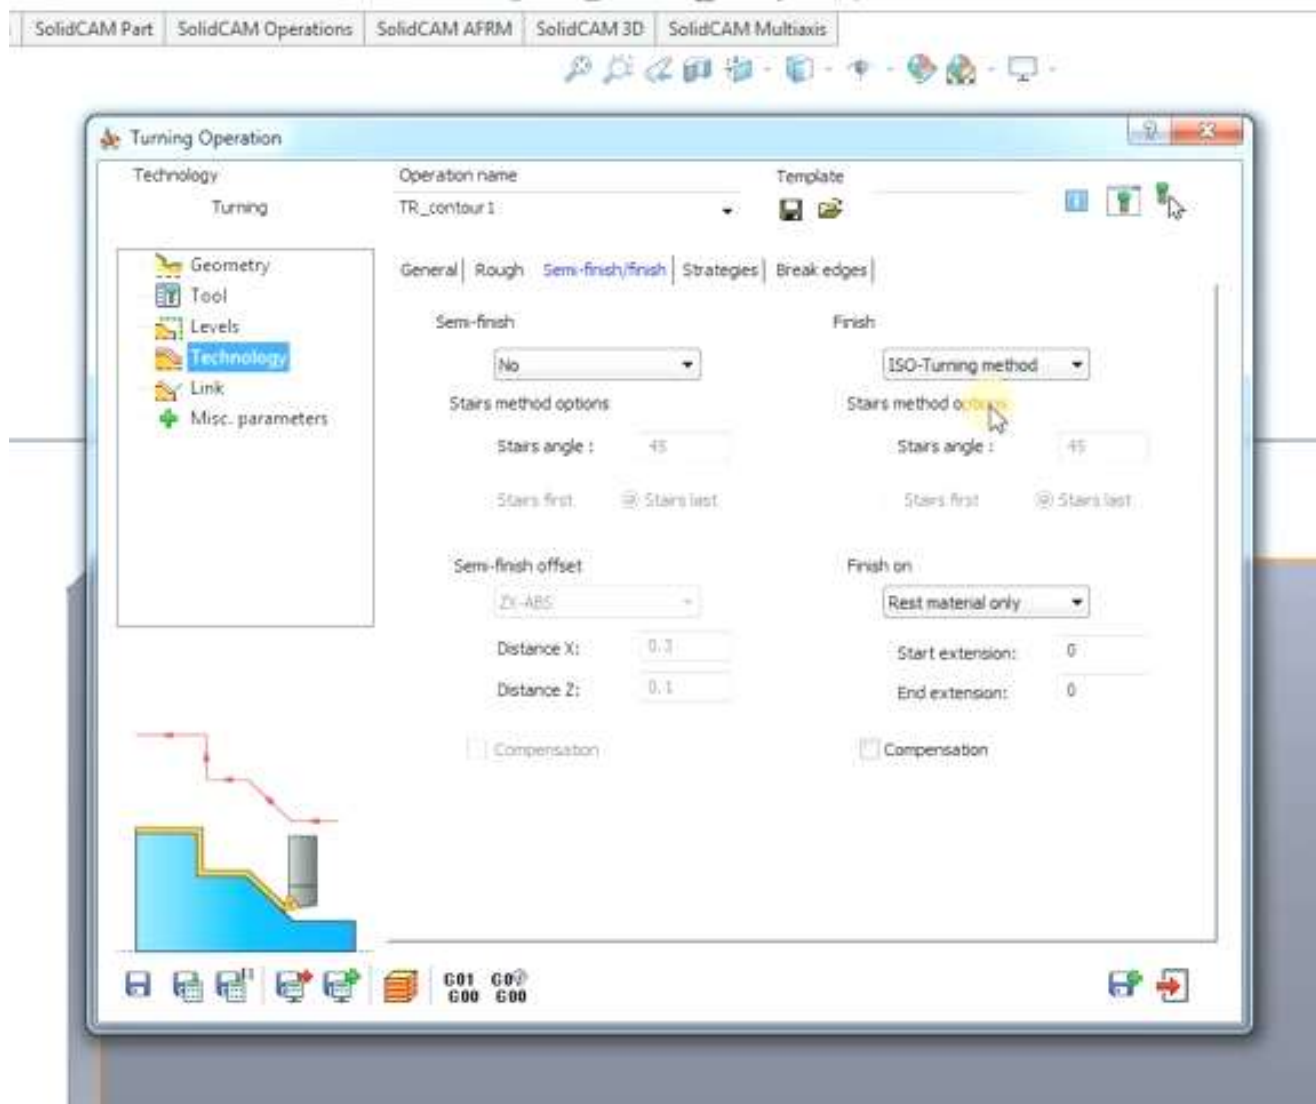 SolidCAM Part SolidCAM Operations SolidCAM AFRM SolidCAM 3D SolidCAM Multiaxis
Turning Operation
Technology Operation name Template
Turning TR_contour1
Geometry
Tool
Levels
Technology
Link
Misc. parameters
General Rough Semi-finish/finish Strategies Break edges
Semi-finish Finish
No ISO-Turning method
Stairs method options Stairs method options
Stairs angle : 45 Stairs angle : 45
Stairs first Stairs last Stairs first Stairs last
Semi-finish offset Finish on
ZX-ABS Rest material only
Distance X: 0.3 Start extension: 0
Distance Z: 0.1 End extension: 0
Compensation Compensation
G01 G00
G00 G00